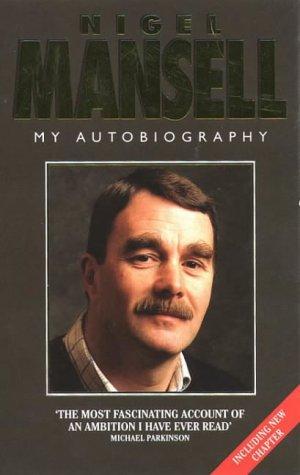 NIGEL
MANSELL
MY AUTOBIOGRAPHY
'THE MOST FASCINATING ACCOUNT OF
AN AMBITION I HAVE EVER READ'
MICHAEL PARKINSON
INCLUDING NEW
CHAPTER